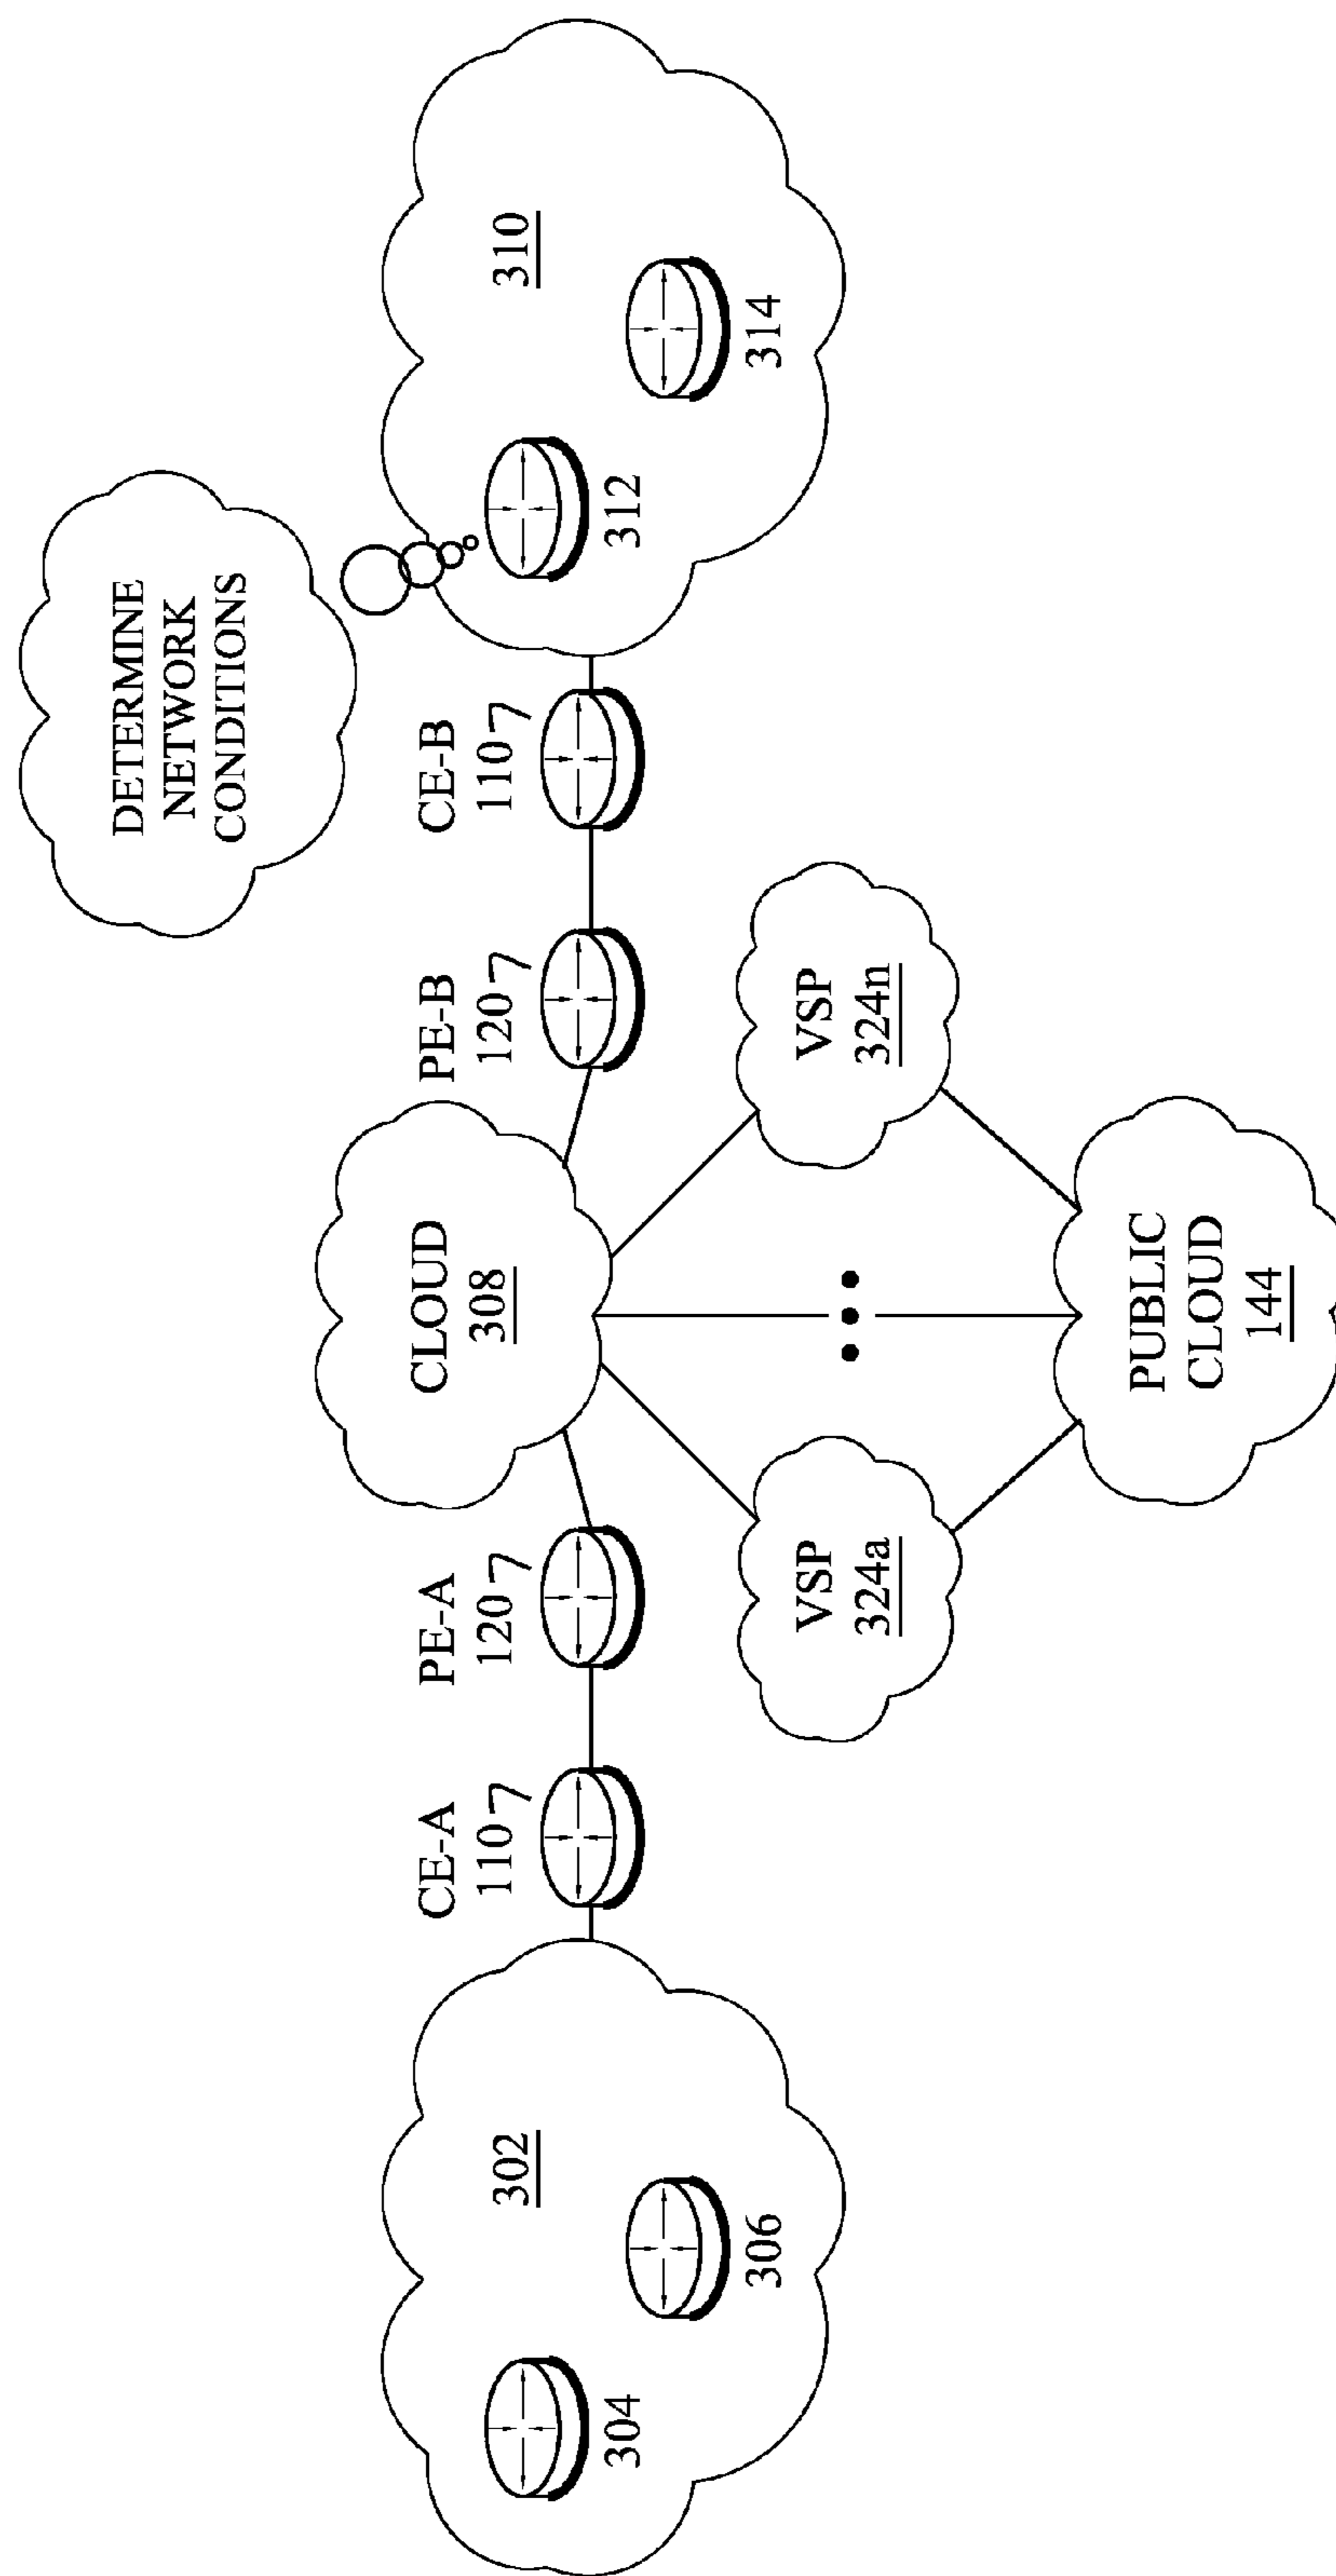 DETERMINE
NETWORK
CONDITIONS
CE-A
110
PE-A
120
CLOUD
308
PE-B
120
CE-B
110
302
304
306
310
312
314
VSP
324a
VSP
324n
PUBLIC
CLOUD
144